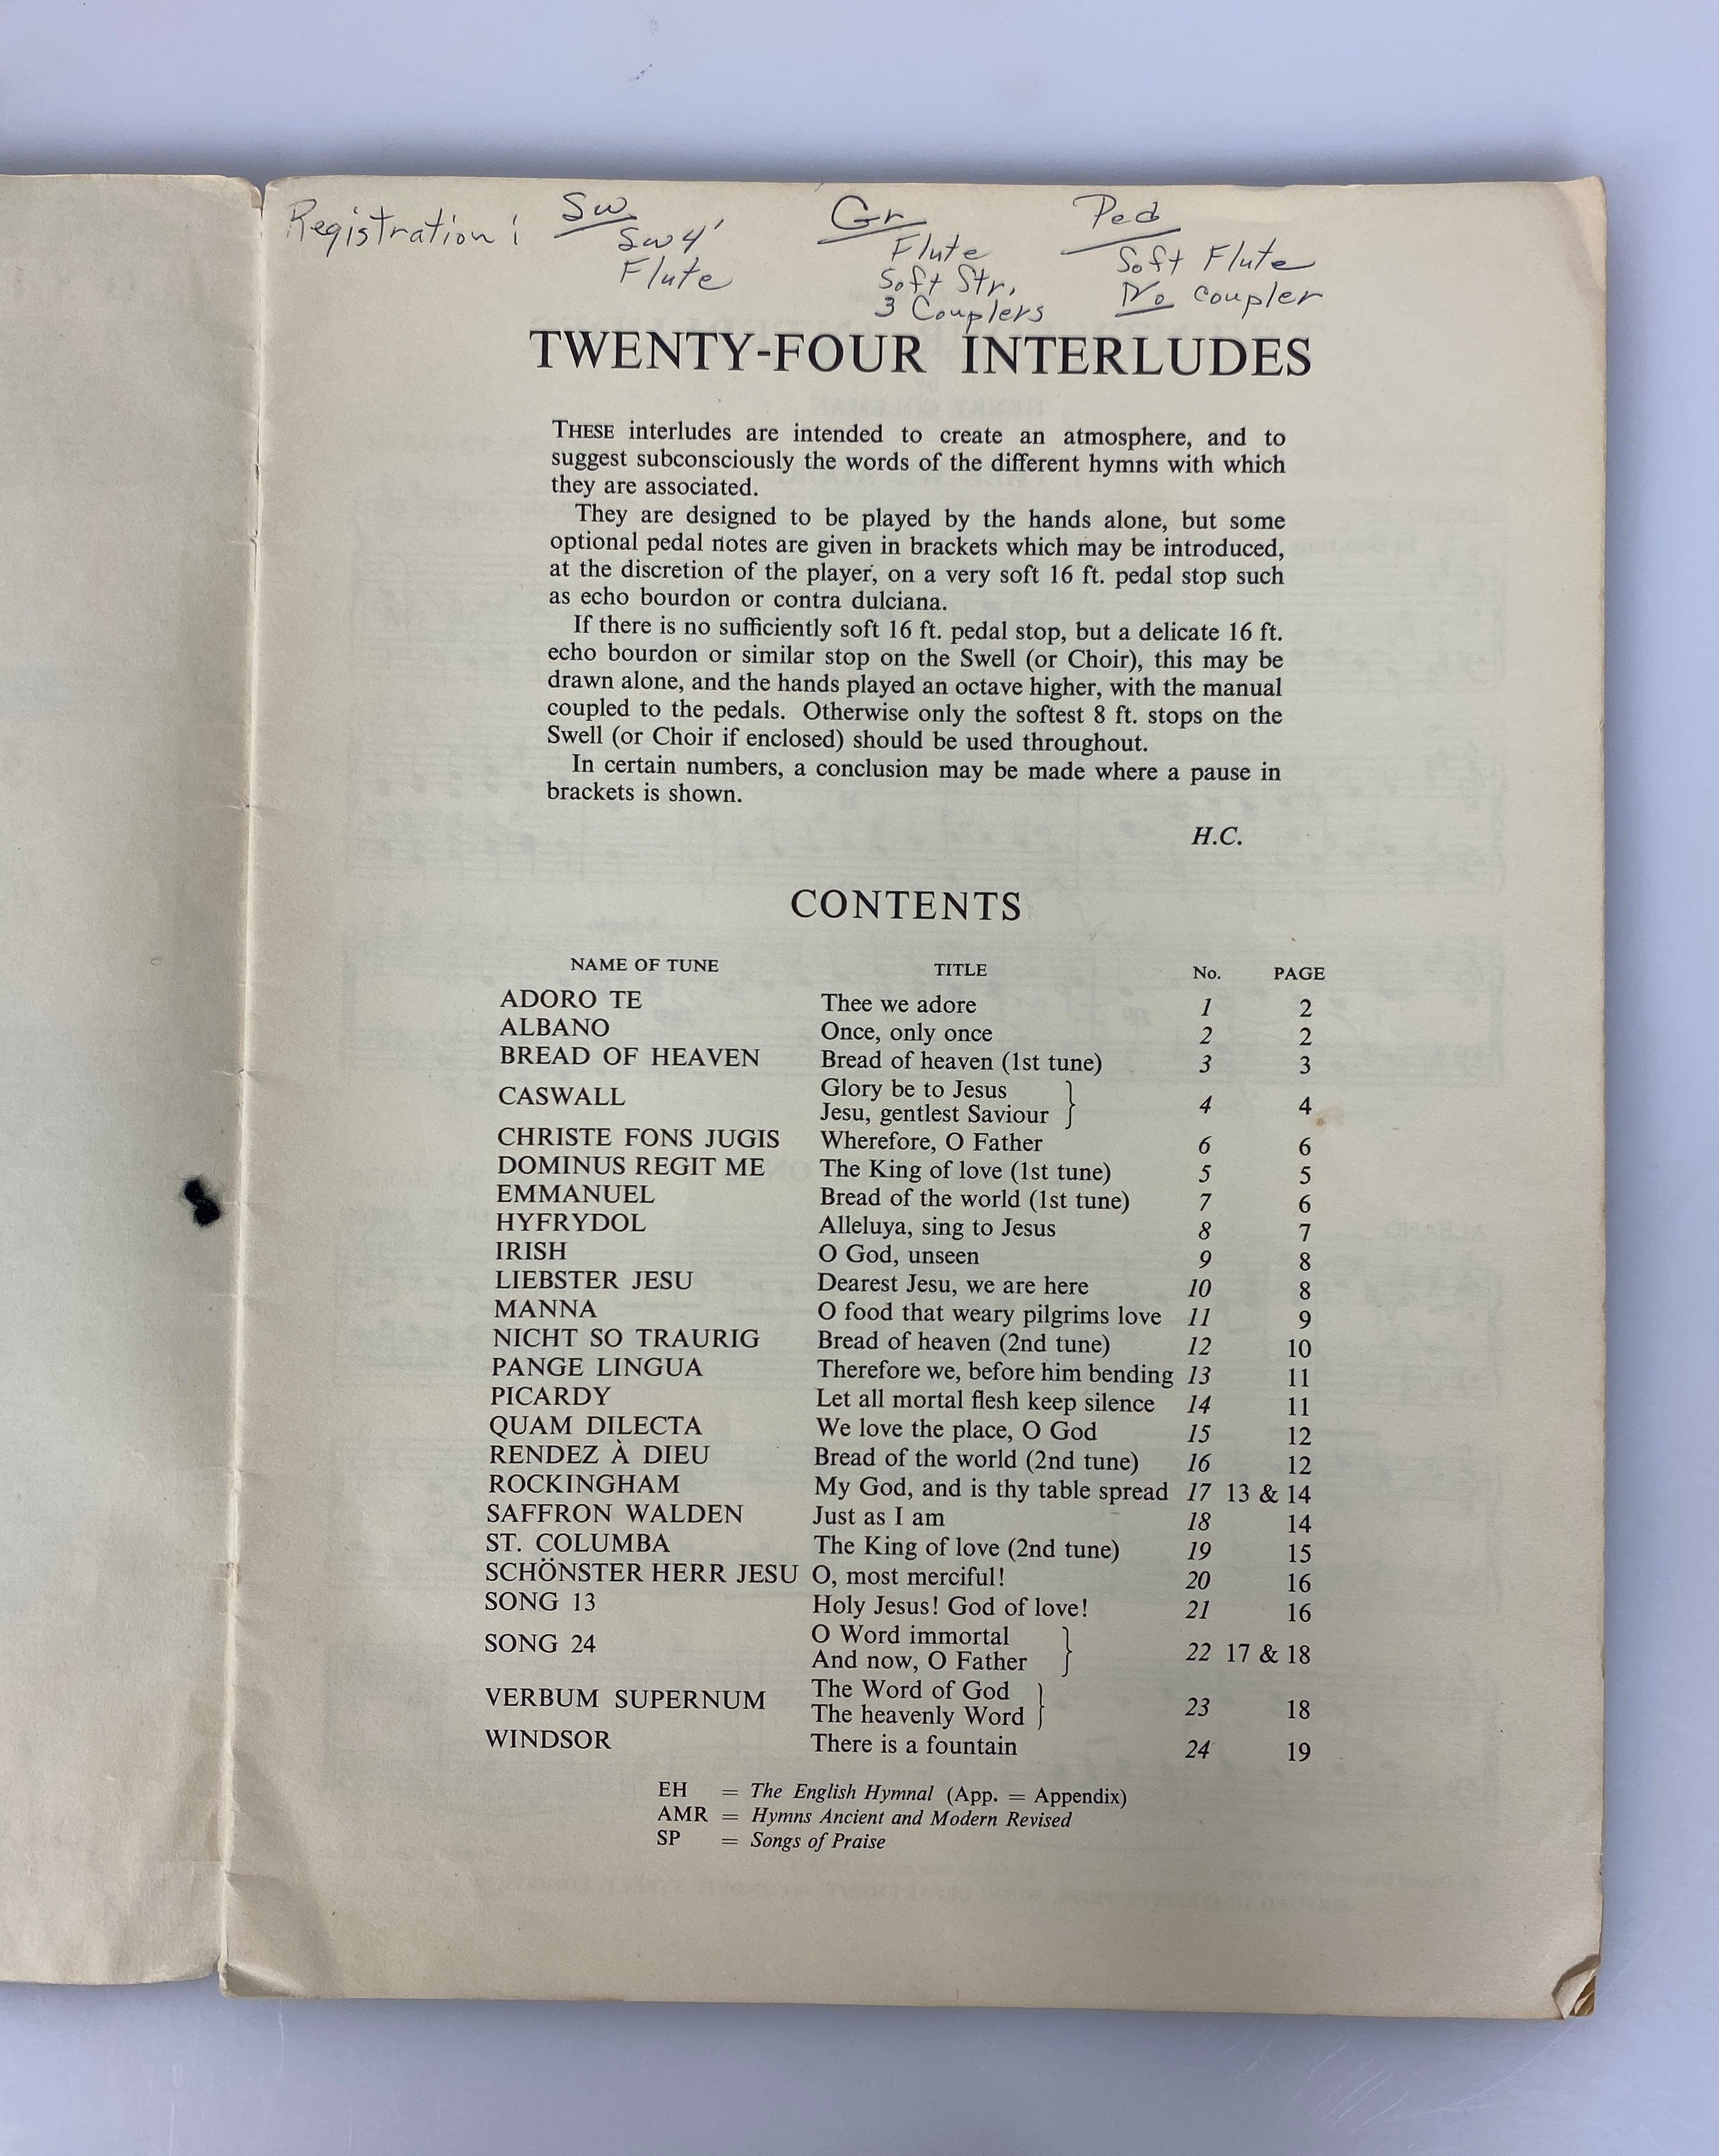 Registration: Sw Gr Ped
Sw 4' Flute Soft Flute
Flute Soft Str. No coupler
3 Couplers
TWENTY-FOUR INTERLUDES
THESE interludes are intended to create an atmosphere, and to
suggest subconsciously the words of the different hymns with which
they are associated.
They are designed to be played by the hands alone, but some
optional pedal notes are given in brackets which may be introduced,
at the discretion of the player, on a very soft 16 ft. pedal stop such
as echo bourdon or contra dulciana.
If there is no sufficiently soft 16 ft. pedal stop, but a delicate 16 ft.
echo bourdon or similar stop on the Swell (or Choir), this may be
drawn alone, and the hands played an octave higher, with the manual
coupled to the pedals. Otherwise only the softest 8 ft. stops on the
Swell (or Choir if enclosed) should be used throughout.
In certain numbers, a conclusion may be made where a pause in
brackets is shown.
H.C.
CONTENTS
NAME OF TUNE TITLE No. PAGE
ADORO TE Thee we adore 1 2
ALBANO Once, only once 2 2
BREAD OF HEAVEN Bread of heaven (1st tune) 3 3
CASWALL Glory be to Jesus
Jesu, gentlest Saviour } 4 4
CHRISTE FONS JUGIS Wherefore, O Father 6 6
DOMINUS REGIT ME The King of love (1st tune) 5 5
EMMANUEL Bread of the world (1st tune) 7 6
HYFRYDOL Alleluya, sing to Jesus 8 7
IRISH O God, unseen 9 8
LIEBSTER JESU Dearest Jesu, we are here 10 8
MANNA O food that weary pilgrims love 11 9
NICHT SO TRAURIG Bread of heaven (2nd tune) 12 10
PANGE LINGUA Therefore we, before him bending 13 11
PICARDY Let all mortal flesh keep silence 14 11
QUAM DILECTA We love the place, O God 15 12
RENDEZ À DIEU Bread of the world (2nd tune) 16 12
ROCKINGHAM My God, and is thy table spread 17 13 & 14
SAFFRON WALDEN Just as I am 18 14
ST. COLUMBA The King of love (2nd tune) 19 15
SCHÖNSTER HERR JESU O, most merciful! 20 16
SONG 13 Holy Jesus! God of love! 21 16
SONG 24 O Word immortal
And now, O Father } 22 17 & 18
VERBUM SUPERNUM The Word of God
The heavenly Word } 23 18
WINDSOR There is a fountain 24 19
EH = The English Hymnal (App. = Appendix)
AMR = Hymns Ancient and Modern Revised
SP = Songs of Praise